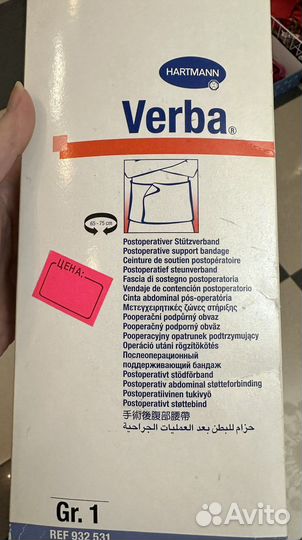 HARTMANN
Verba®
65 - 75 cm
ЦЕНА:
Postoperativer Stützverband
Postoperative support bandage
Ceinture de soutien postopératoire
Postoperatief steunverband
Fascia di sostegno postoperatoria
Vendaje de contención postoperatorio
Cinta abdominal pós-operatória
Μετεγχειρητικές ζώνες στήριξης
Pooperační podpůrný obvaz
Pooperačný podporný obväz
Pooperacyjny opatrunek podtrzymujący
Operáció utáni rögzítőkötés
Послеоперационный
поддерживающий бандаж
Postoperativt stödförband
Postoperativ abdominal støtteforbinding
Postoperatiivinen tukivyö
Postoperativt støttebind
手術後腹部腰帶
حزام للبطن بعد العمليات الجراحية
Gr. 1
REF 932 531
Avito